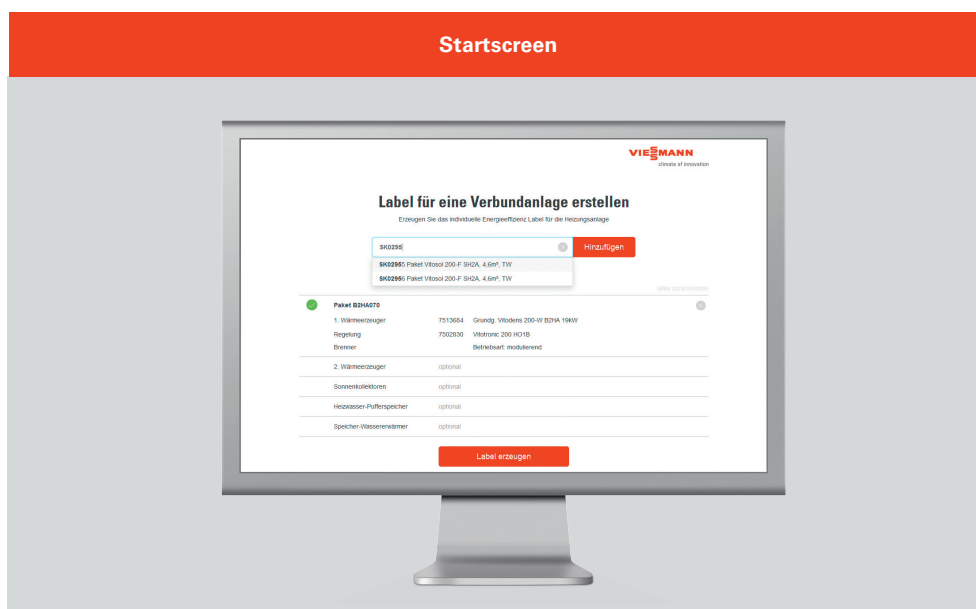 Startscreen
VIESSMANN
climate of innovation
Label für eine Verbundanlage erstellen
Erzeugen Sie das individuelle Energieeffizienz Label für die Heizungsanlage
SK0295
Hinzufügen
SK02955 Paket Vitosol 200-F SH2A, 4.6m², TW
SK02956 Paket Vitosol 200-F SH2A, 4.6m², TW
alles zurücksetzen
Paket B2HA070
1. Wärmeerzeuger 7513684 Grundg. Vitodens 200-W B2HA 19kW
Regelung 7502830 Vitotronic 200 HO1B
Brenner Betriebsart: modulierend
2. Wärmeerzeuger optional
Sonnenkollektoren optional
Heizwasser-Pufferspeicher optional
Speicher-Wassererwärmer optional
Label erzeugen